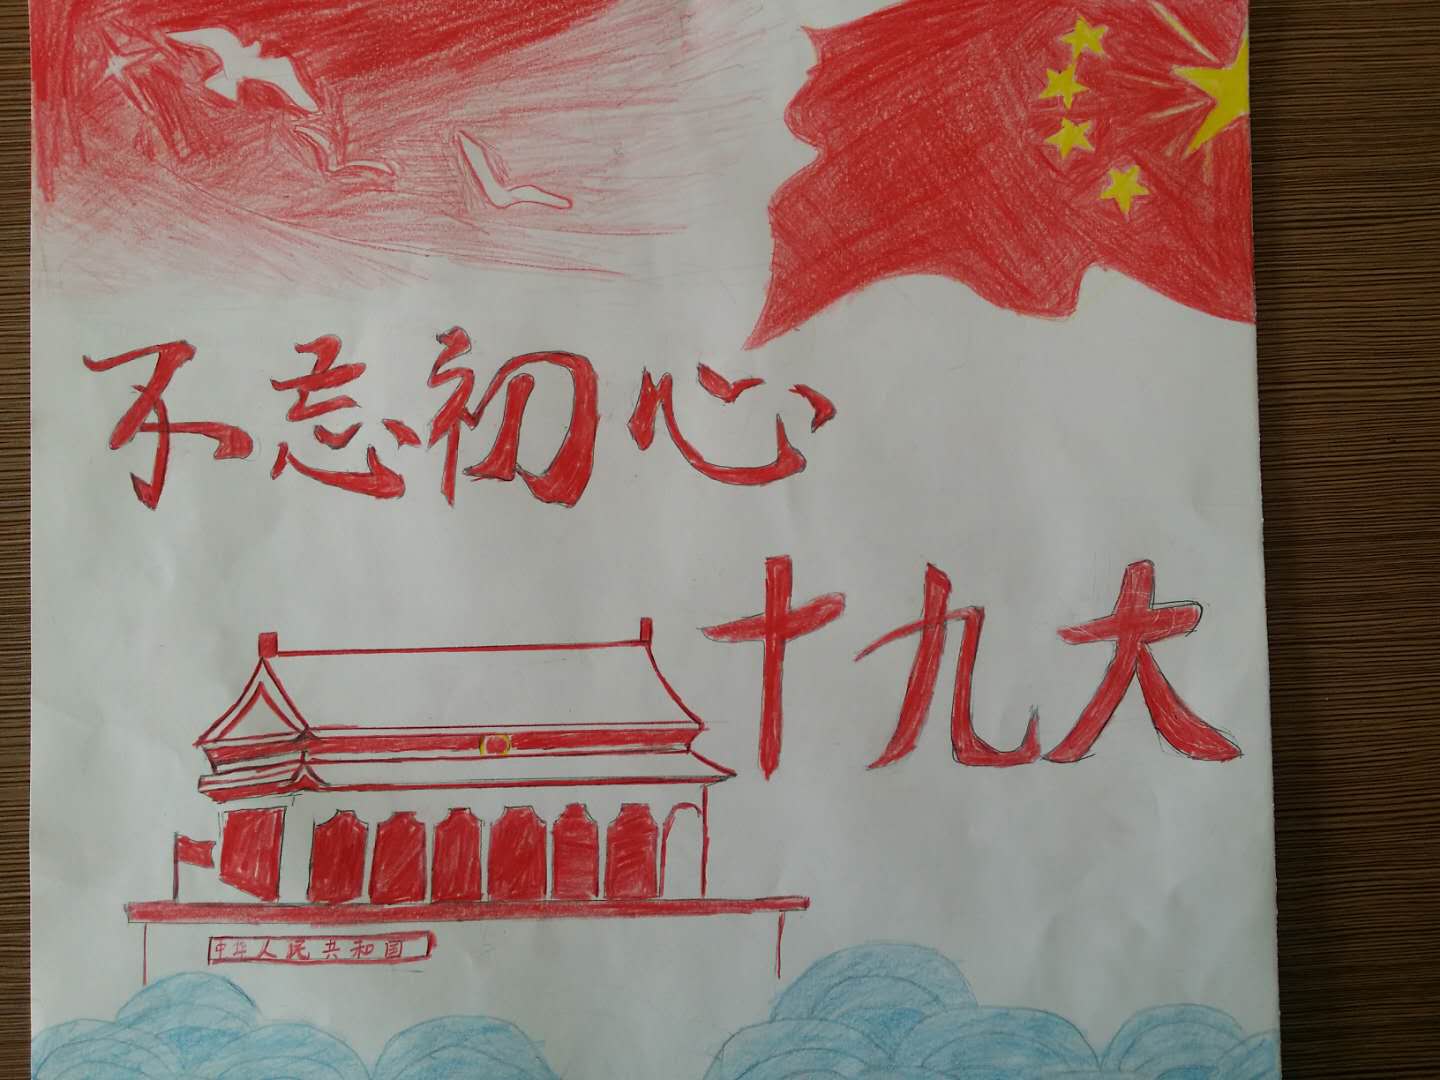 不忘初心
十九大
中华人民共和国